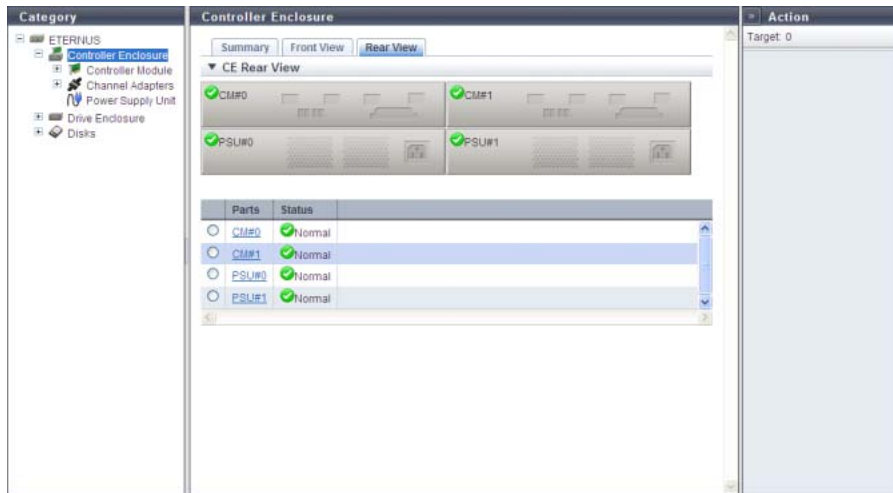 Category
ETERNUS
Controller Enclosure
Controller Module
Channel Adapters
Power Supply Unit
Drive Enclosure
Disks
Controller Enclosure
Summary Front View Rear View
CE Rear View
CM#0 CM#1
PSU#0 PSU#1
Parts Status
CM#0 Normal
CM#1 Normal
PSU#0 Normal
PSU#1 Normal
Action
Target: 0